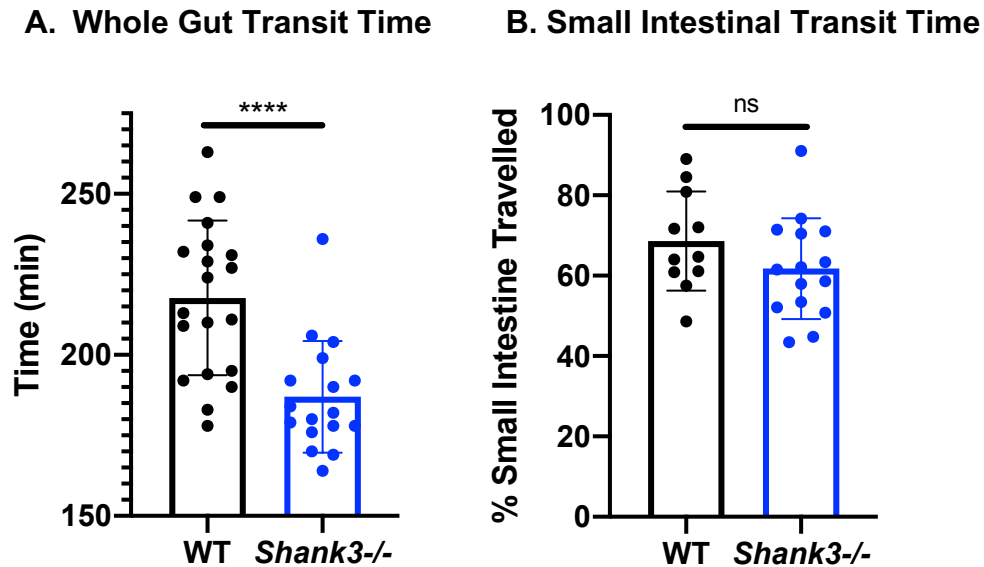 A. Whole Gut Transit Time
****
Time (min)
250
200
150
WT Shank3-/-
B. Small Intestinal Transit Time
ns
% Small Intestine Travelled
100
80
60
40
20
0
WT Shank3-/-